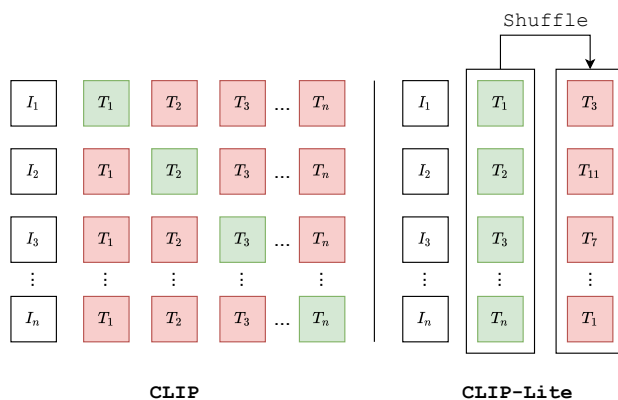 Shuffle
I₁ T₁ T₂ T₃ ... Tₙ I₁ T₁ T₃
I₂ T₁ T₂ T₃ ... Tₙ I₂ T₂ T₁₁
I₃ T₁ T₂ T₃ ... Tₙ I₃ T₃ T₇
⋮ ⋮ ⋮ ⋮ ⋮ ⋮ ⋮ ⋮
Iₙ T₁ T₂ T₃ ... Tₙ Iₙ Tₙ T₁
CLIP CLIP-Lite